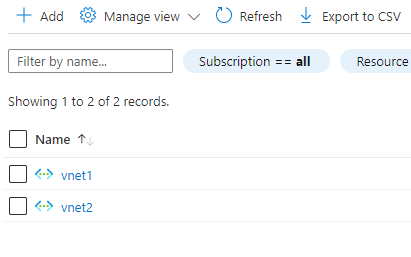 Add Manage view Refresh Export to CSV
Filter by name... Subscription == all Resource
Showing 1 to 2 of 2 records.
Name
vnet1
vnet2